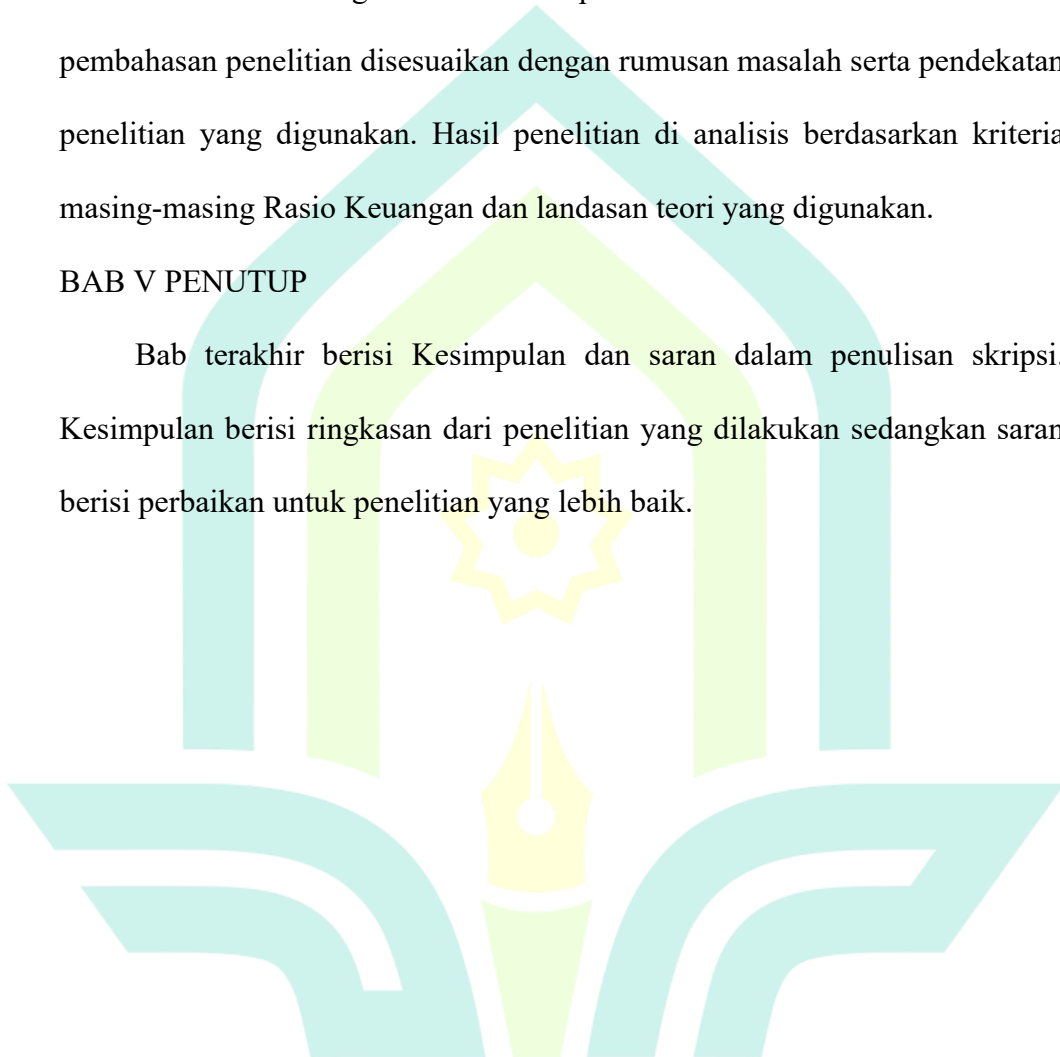 pembahasan penelitian disesuaikan dengan rumusan masalah serta pendekatan
penelitian yang digunakan. Hasil penelitian di analisis berdasarkan kriteria
masing-masing Rasio Keuangan dan landasan teori yang digunakan.
BAB V PENUTUP
Bab terakhir berisi Kesimpulan dan saran dalam penulisan skripsi.
Kesimpulan berisi ringkasan dari penelitian yang dilakukan sedangkan saran
berisi perbaikan untuk penelitian yang lebih baik.